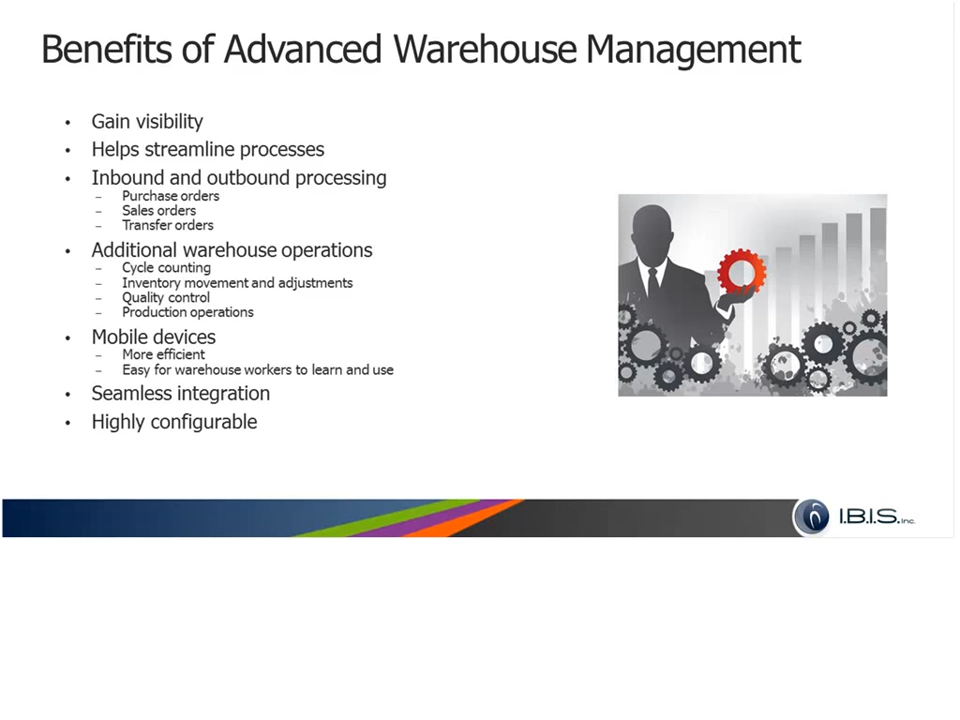 Benefits of Advanced Warehouse Management
• Gain visibility
• Helps streamline processes
• Inbound and outbound processing
– Purchase orders
– Sales orders
– Transfer orders
• Additional warehouse operations
– Cycle counting
– Inventory movement and adjustments
– Quality control
– Production operations
• Mobile devices
– More efficient
– Easy for warehouse workers to learn and use
• Seamless integration
• Highly configurable
I.B.I.S. Inc.